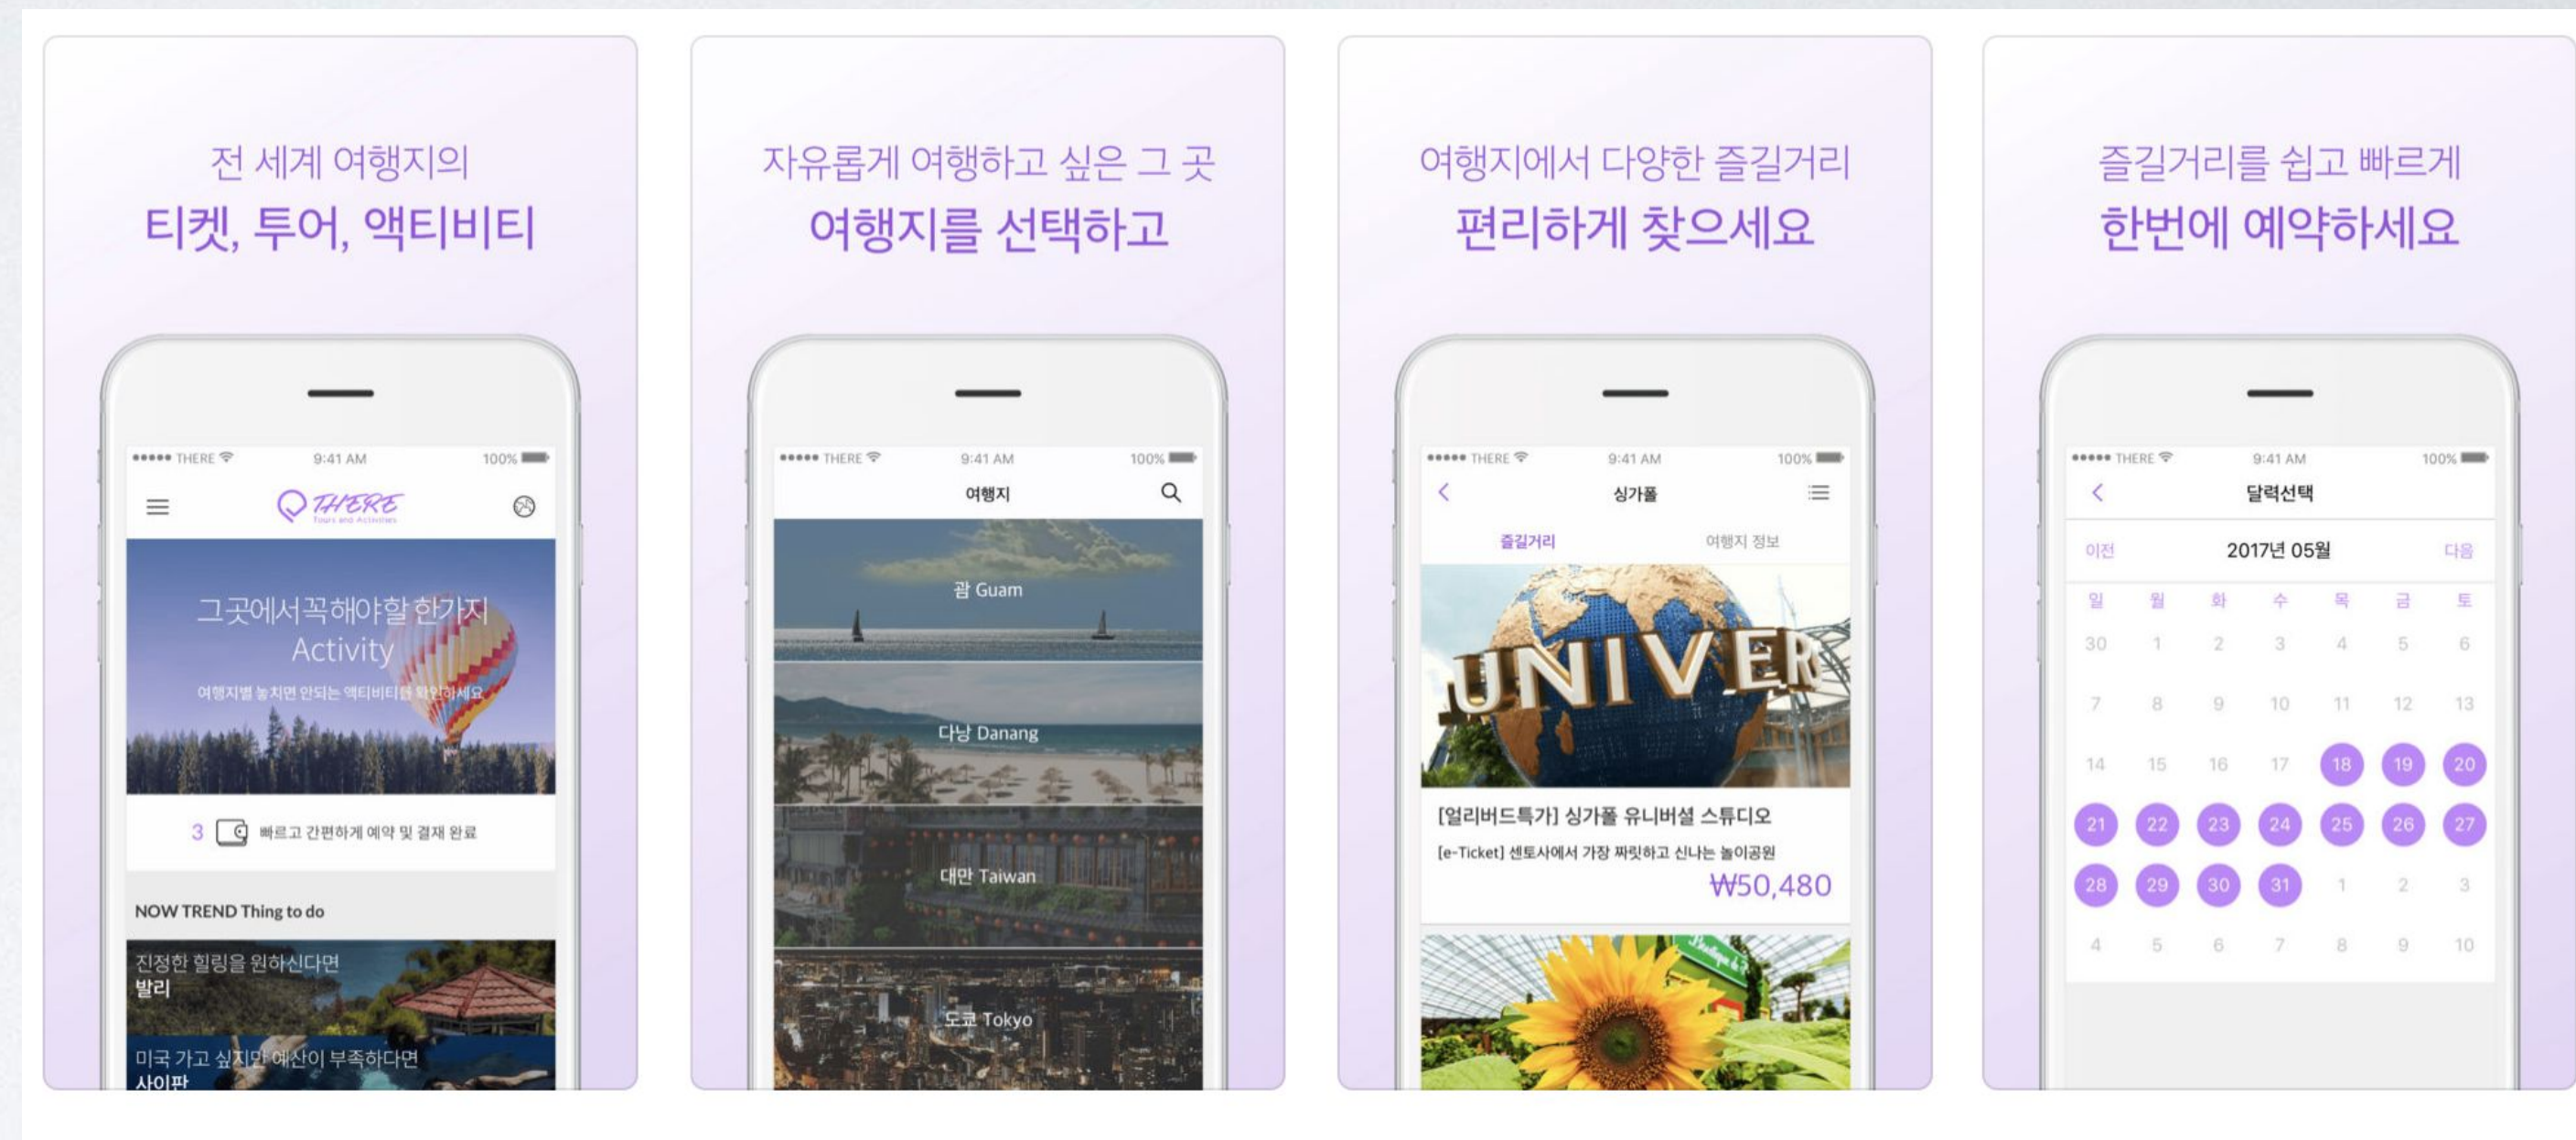 전 세계 여행지의
티켓, 투어, 액티비티
THERE 9:41 AM 100%
THERE
Tours and Activities
그곳에서 꼭 해야 할 한가지
Activity
여행지별 놓치면 안되는 액티비티를 확인하세요
3 빠르고 간편하게 예약 및 결재 완료
NOW TREND Thing to do
진정한 힐링을 원하신다면
발리
미국 가고 싶지만 예산이 부족하다면
사이판
자유롭게 여행하고 싶은 그 곳
여행지를 선택하고
THERE 9:41 AM 100%
여행지
괌 Guam
다낭 Danang
대만 Taiwan
도쿄 Tokyo
여행지에서 다양한 즐길거리
편리하게 찾으세요
THERE 9:41 AM 100%
싱가폴
즐길거리 여행지 정보
UNIVER
[얼리버드특가] 싱가폴 유니버셜 스튜디오
[e-Ticket] 센토사에서 가장 짜릿하고 신나는 놀이공원
₩50,480
즐길거리를 쉽고 빠르게
한번에 예약하세요
THERE 9:41 AM 100%
달력선택
이전 2017년 05월 다음
일 월 화 수 목 금 토
30 1 2 3 4 5 6
7 8 9 10 11 12 13
14 15 16 17 18 19 20
21 22 23 24 25 26 27
28 29 30 31 1 2 3
4 5 6 7 8 9 10